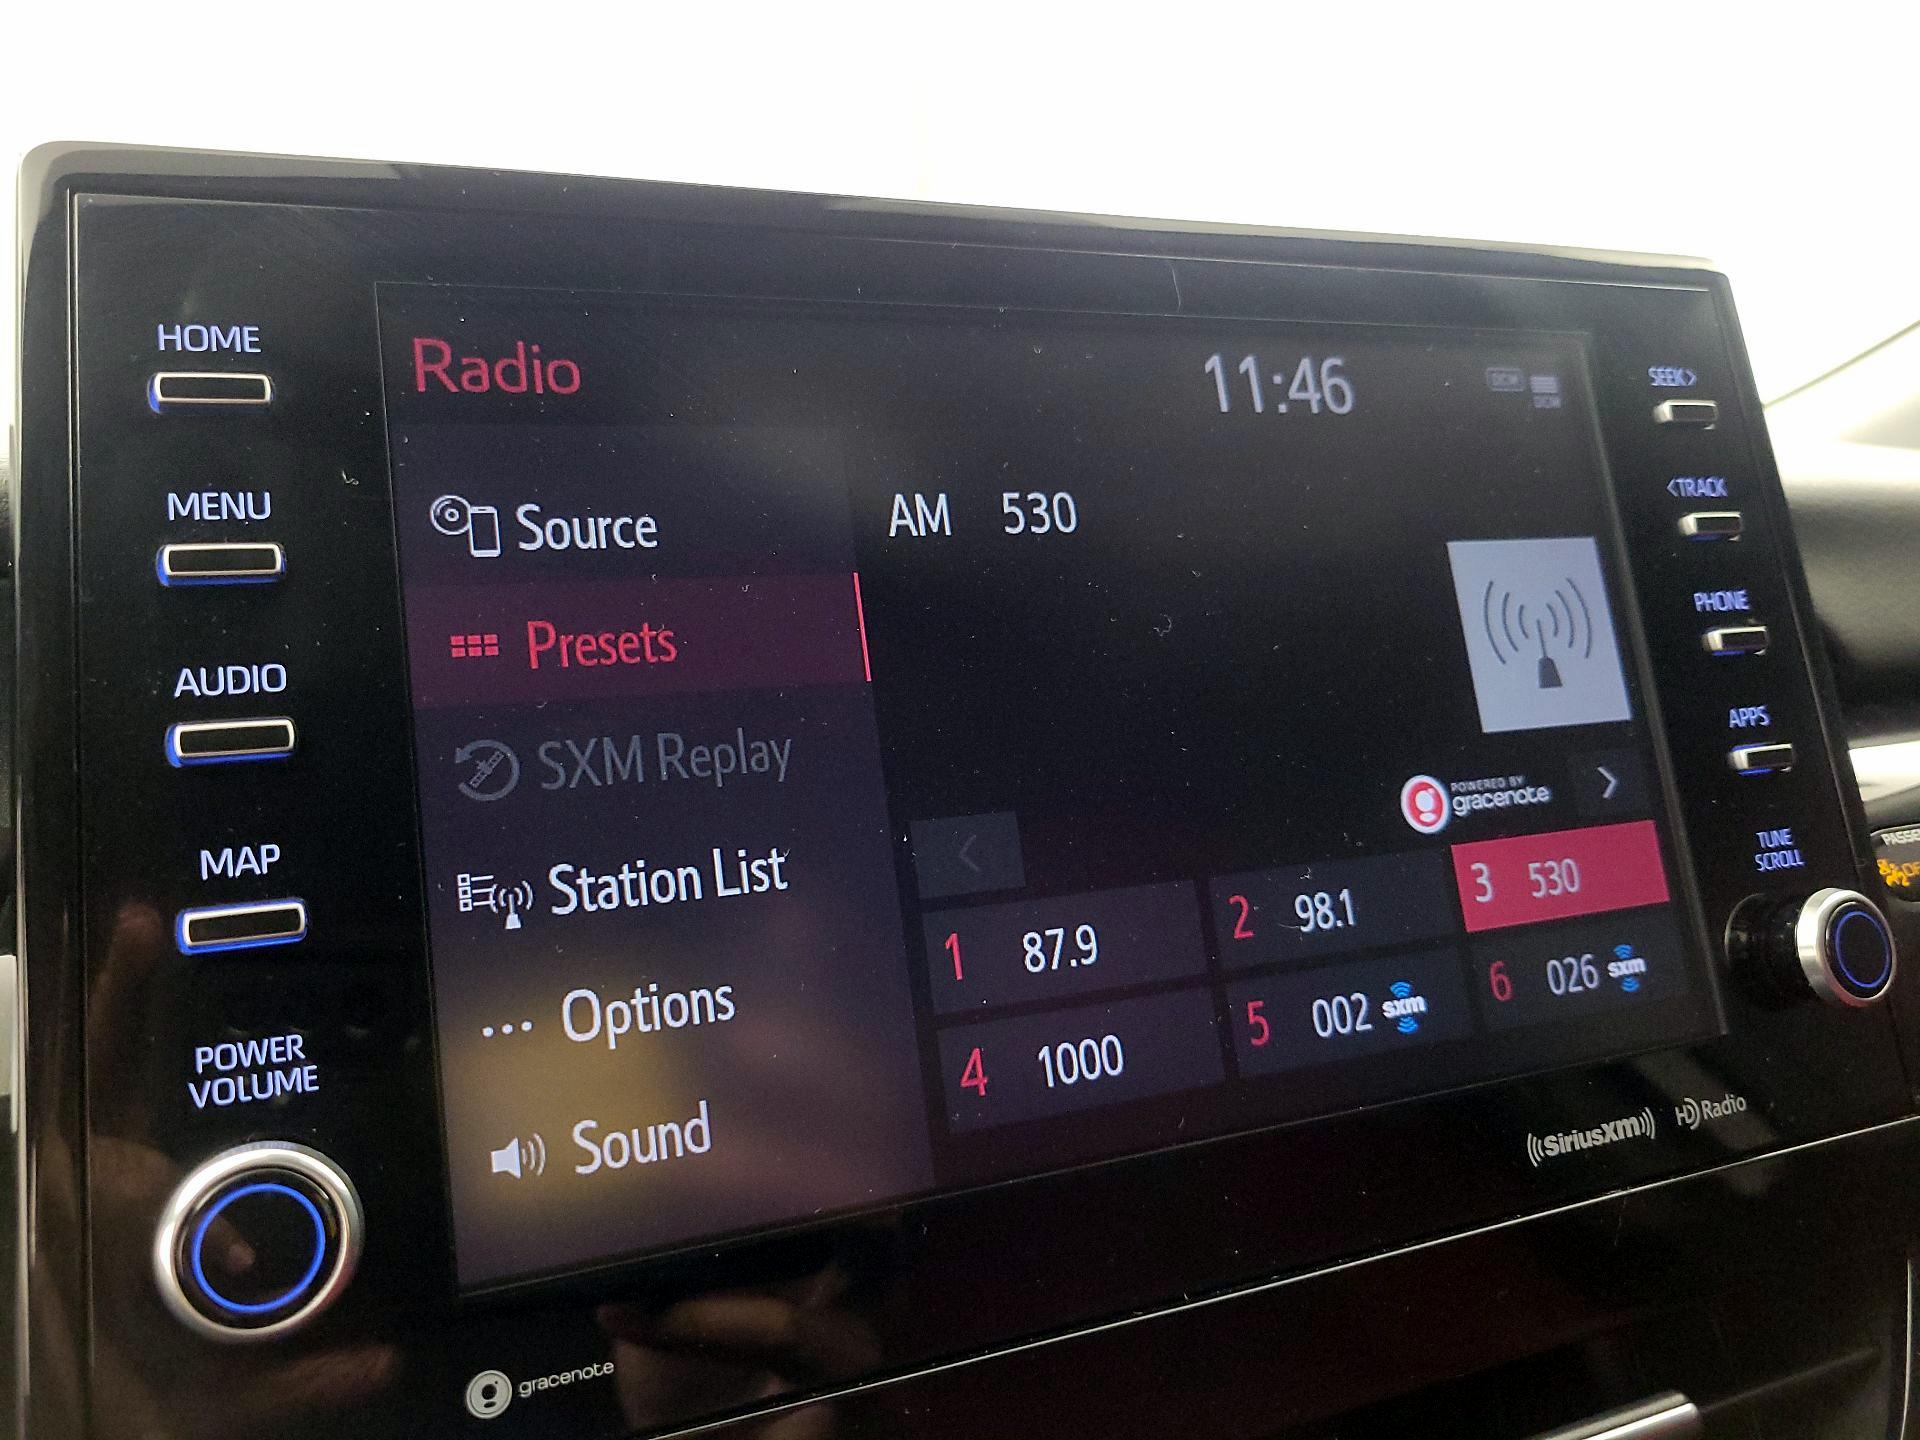 HOME
MENU
AUDIO
MAP
POWER
VOLUME
Radio
11:46
DCM
DCM
Source
Presets
SXM Replay
Station List
Options
Sound
AM 530
POWERED BY
gracenote
1 87.9
2 98.1
3 530
4 1000
5 002 sxm
6 026 sxm
SEEK>
<TRACK
PHONE
APPS
TUNE
SCROLL
SiriusXM
HD Radio
gracenote